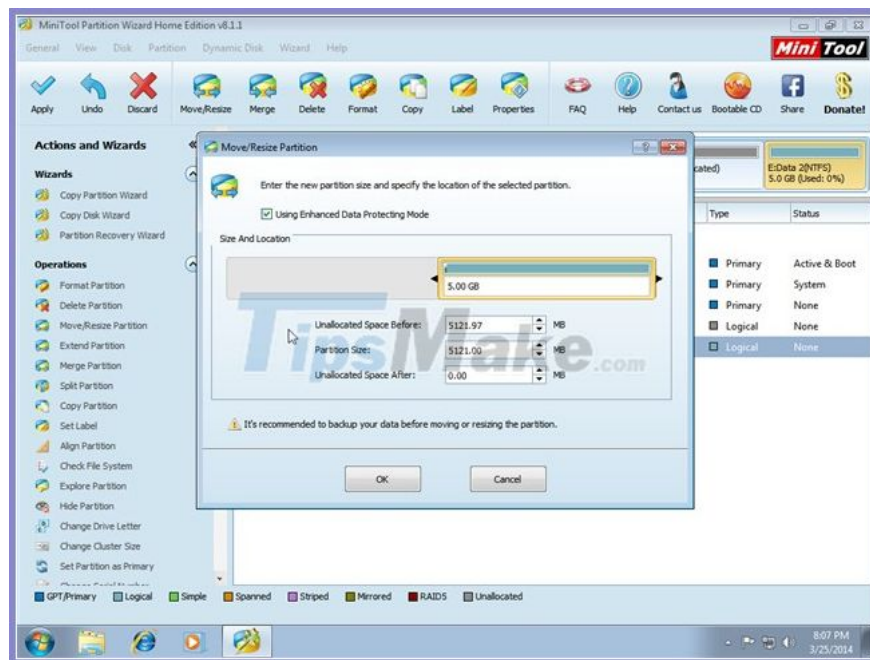 MiniTool Partition Wizard Home Edition v8.1.1
General View Disk Partition Dynamic Disk Wizard Help
Mini Tool
Apply Undo Discard Move/Resize Merge Delete Format Copy Label Properties FAQ Help Contact us Bootable CD Share Donate!
Actions and Wizards
Wizards
Copy Partition Wizard
Copy Disk Wizard
Partition Recovery Wizard
Operations
Format Partition
Delete Partition
Move/Resize Partition
Extend Partition
Merge Partition
Split Partition
Copy Partition
Set Label
Align Partition
Check File System
Explore Partition
Hide Partition
Change Drive Letter
Change Cluster Size
Set Partition as Primary
Move/Resize Partition
Enter the new partition size and specify the location of the selected partition.
Using Enhanced Data Protecting Mode
Size And Location
5.00 GB
Unallocated Space Before: 5121.97 MB
Partition Size: 5121.00 MB
Unallocated Space After: 0.00 MB
TipsMake.com
It's recommended to backup your data before moving or resizing the partition.
OK Cancel
cated)
E:Data 2(NTFS)
5.0 GB (Used: 0%)
Type Status
Primary Active & Boot
Primary System
Primary None
Logical None
Logical None
GPT/Primary Logical Simple Spanned Striped Mirrored RAID5 Unallocated
8:07 PM
3/25/2014